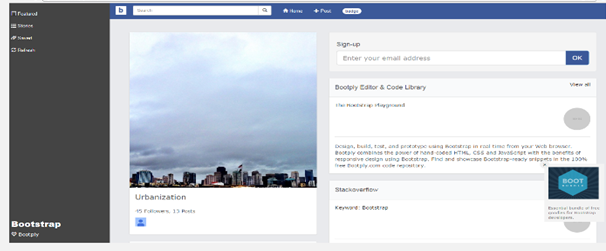 Featured
Stories
Saved
Refresh
Bootstrap
Bootply
b
Search
Home
Post
badge
Urbanization
45 Followers, 13 Posts
Sign-up
Enter your email address
OK
Bootply Editor & Code Library
View all
The Bootstrap Playground
Design, build, test, and prototype using Bootstrap in real-time from your Web browser.
Bootply combines the power of hand-coded HTML, CSS and JavaScript with the benefits of
responsive design using Bootstrap. Find and showcase Bootstrap-ready snippets in the 100%
free Bootply.com code repository.
Stackoverflow
Keyword: Bootstrap
BOOT